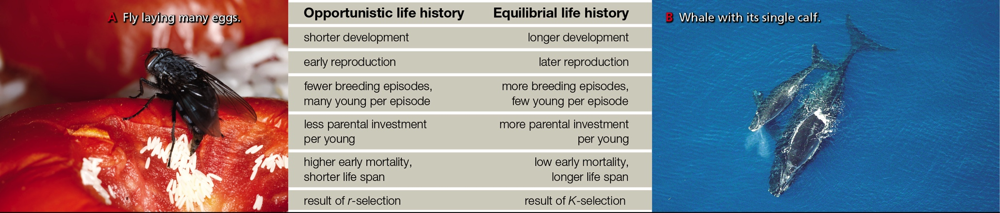 A Fly laying many eggs.
Opportunistic life history
Equilibrial life history
shorter development
longer development
early reproduction
later reproduction
fewer breeding episodes,
many young per episode
more breeding episodes,
few young per episode
less parental investment
per young
more parental investment
per young
higher early mortality,
shorter life span
low early mortality,
longer life span
result of r-selection
result of K-selection
B Whale with its single calf.